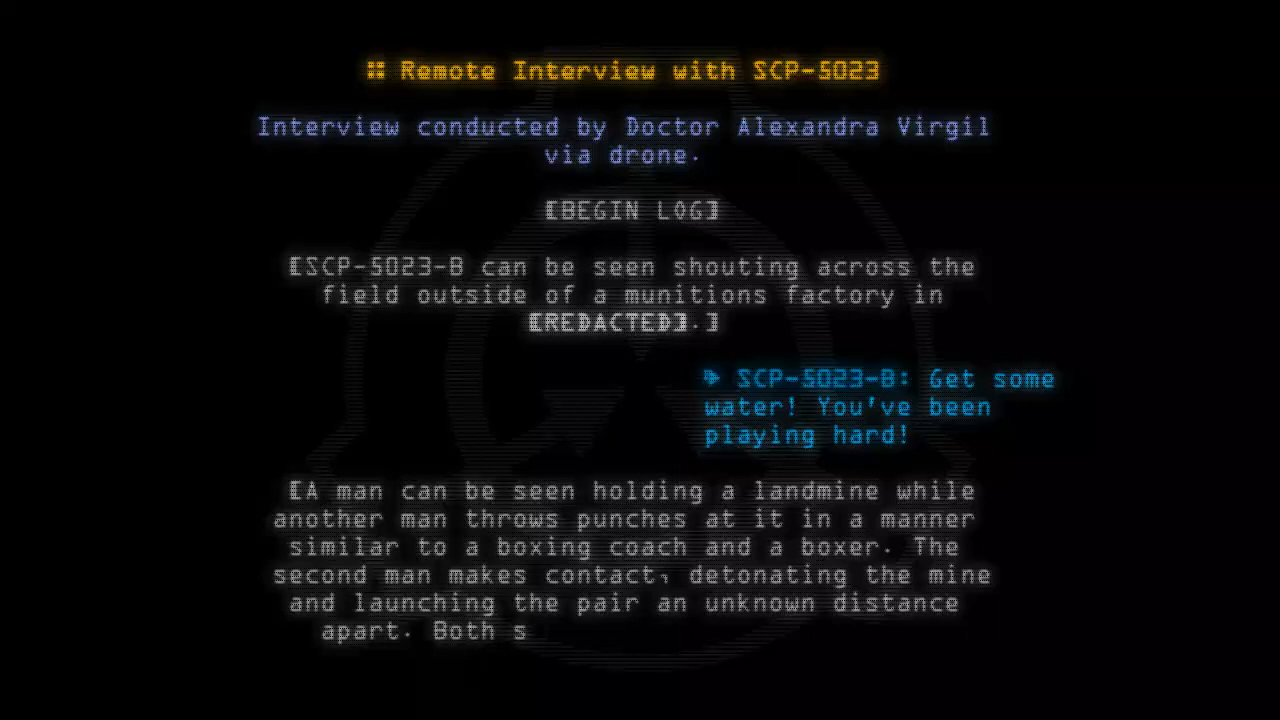 :: Remote Interview with SCP-5023
Interview conducted by Doctor Alexandra Virgil
via drone.
[BEGIN LOG]
[SCP-5023-B can be seen shouting across the
field outside of a munitions factory in
[REDACTED].]
► SCP-5023-B: Get some
water! You've been
playing hard!
[A man can be seen holding a landmine while
another man throws punches at it in a manner
similar to a boxing coach and a boxer. The
second man makes contact, detonating the mine
and launching the pair an unknown distance
apart. Both s